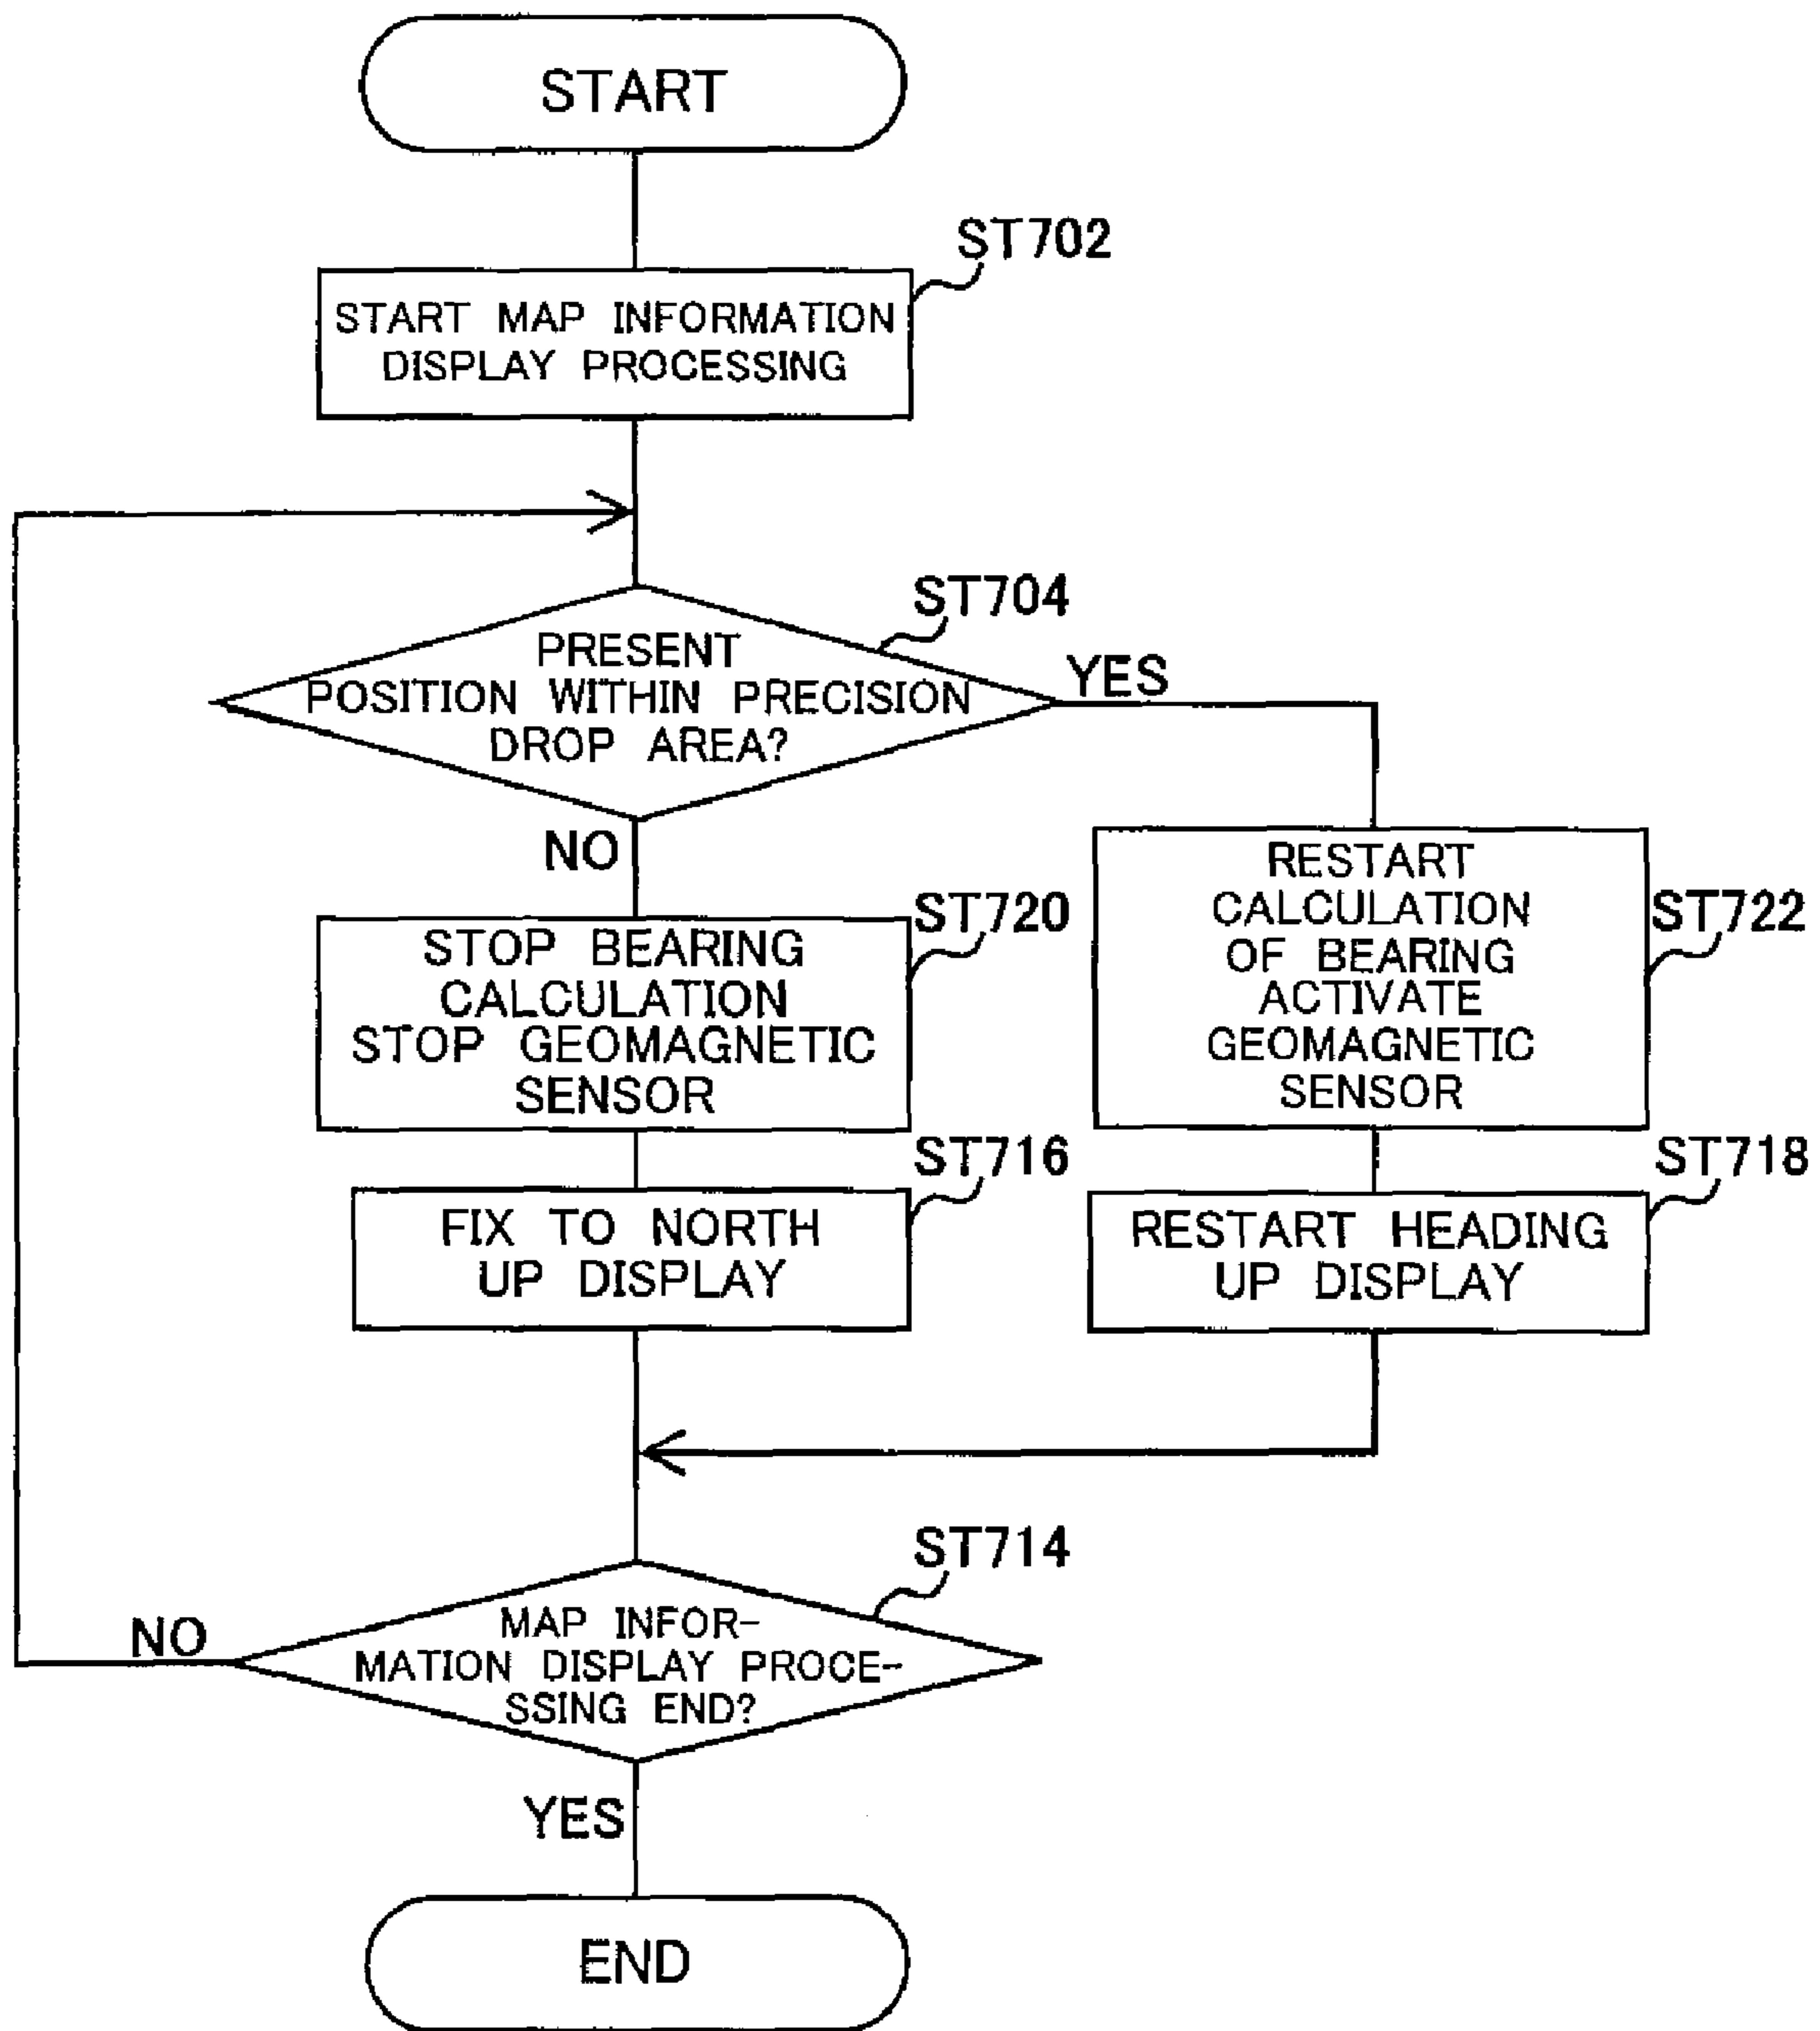 START
ST702
START MAP INFORMATION
DISPLAY PROCESSING
ST704
PRESENT
POSITION WITHIN PRECISION
DROP AREA?
YES
NO
ST720
STOP BEARING
CALCULATION
STOP GEOMAGNETIC
SENSOR
ST722
RESTART
CALCULATION
OF BEARING
ACTIVATE
GEOMAGNETIC
SENSOR
ST716
FIX TO NORTH
UP DISPLAY
ST718
RESTART HEADING
UP DISPLAY
ST714
MAP INFOR-
MATION DISPLAY PROCE-
SSING END?
NO
YES
END